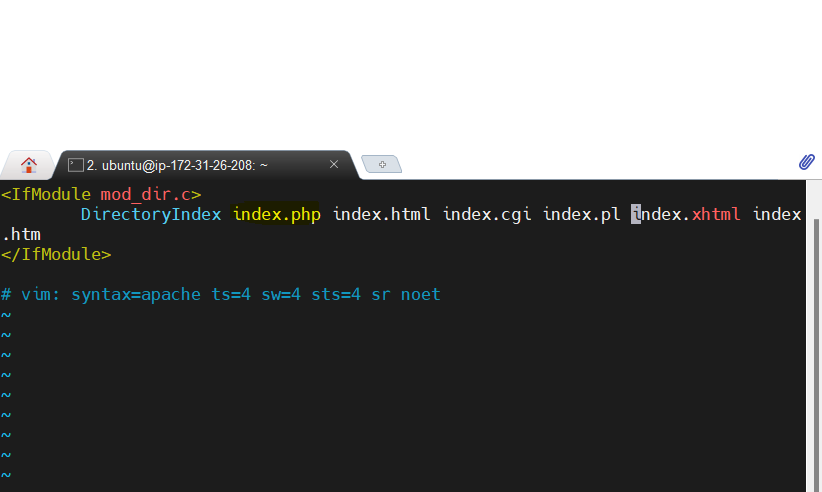 2. ubuntu@ip-172-31-26-208: ~
<IfModule mod_dir.c>
        DirectoryIndex index.php index.html index.cgi index.pl index.xhtml index
.htm
</IfModule>

# vim: syntax=apache ts=4 sw=4 sts=4 sr noet
~
~
~
~
~
~
~
~
~